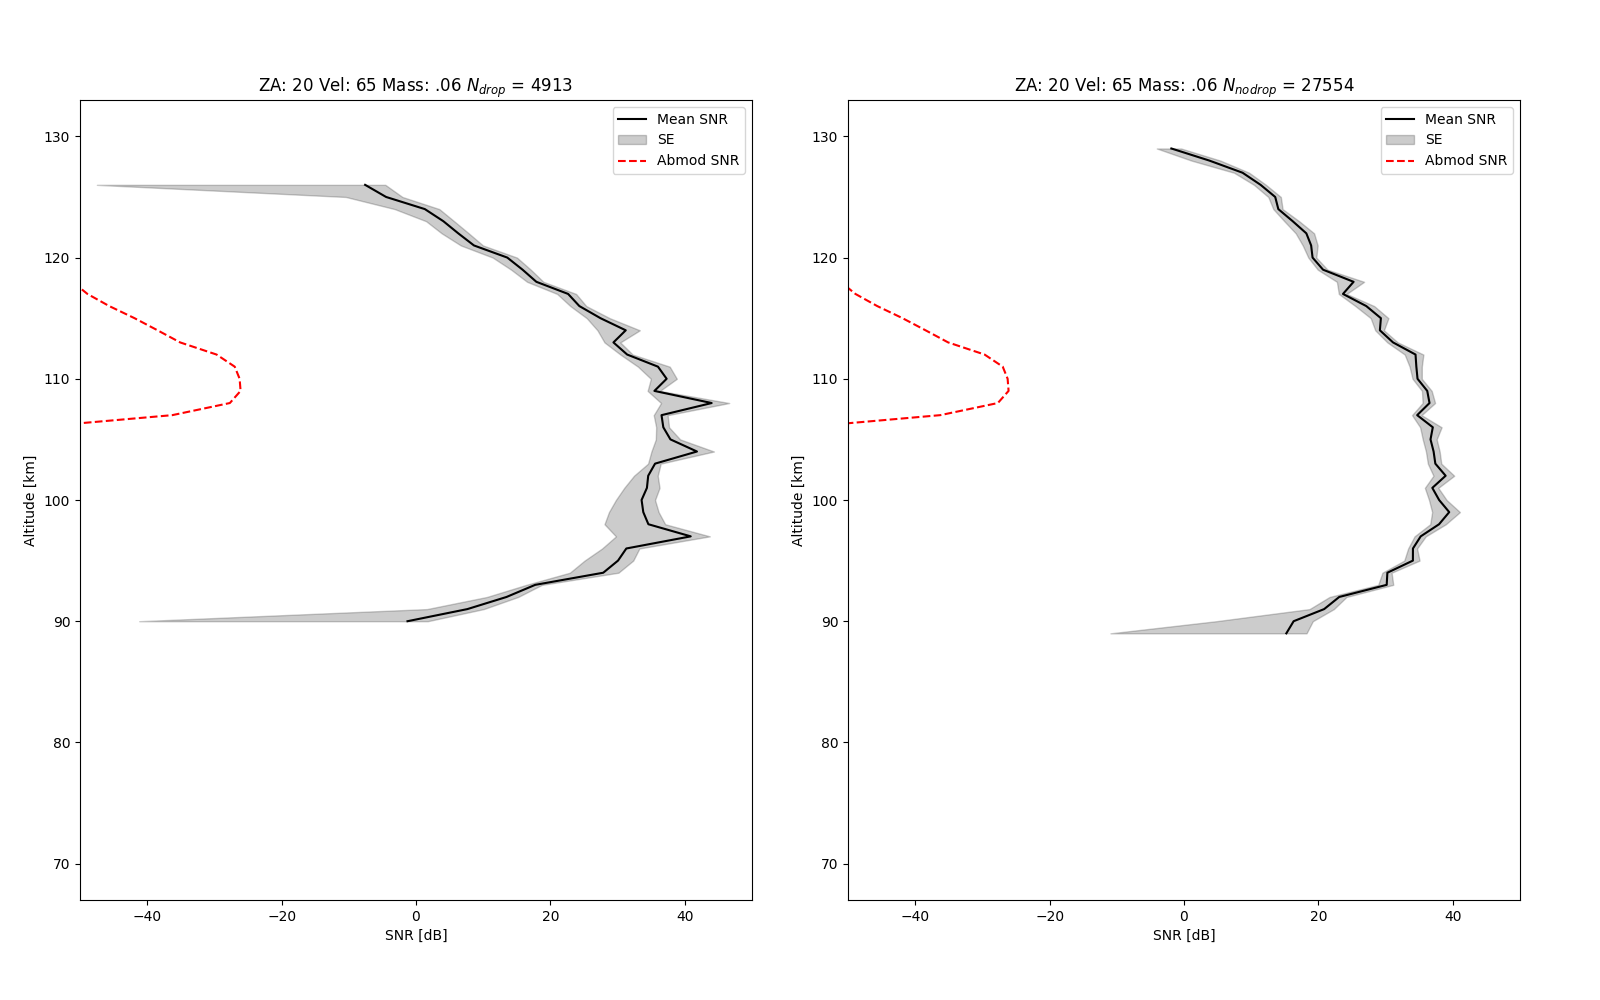 ZA: 20 Vel: 65 Mass: .06 N_drop = 4913
Mean SNR
SE
Abmod SNR
130
120
110
100
90
80
70
Altitude [km]
−40
−20
0
20
40
SNR [dB]
ZA: 20 Vel: 65 Mass: .06 N_nodrop = 27554
Mean SNR
SE
Abmod SNR
130
120
110
100
90
80
70
Altitude [km]
−40
−20
0
20
40
SNR [dB]